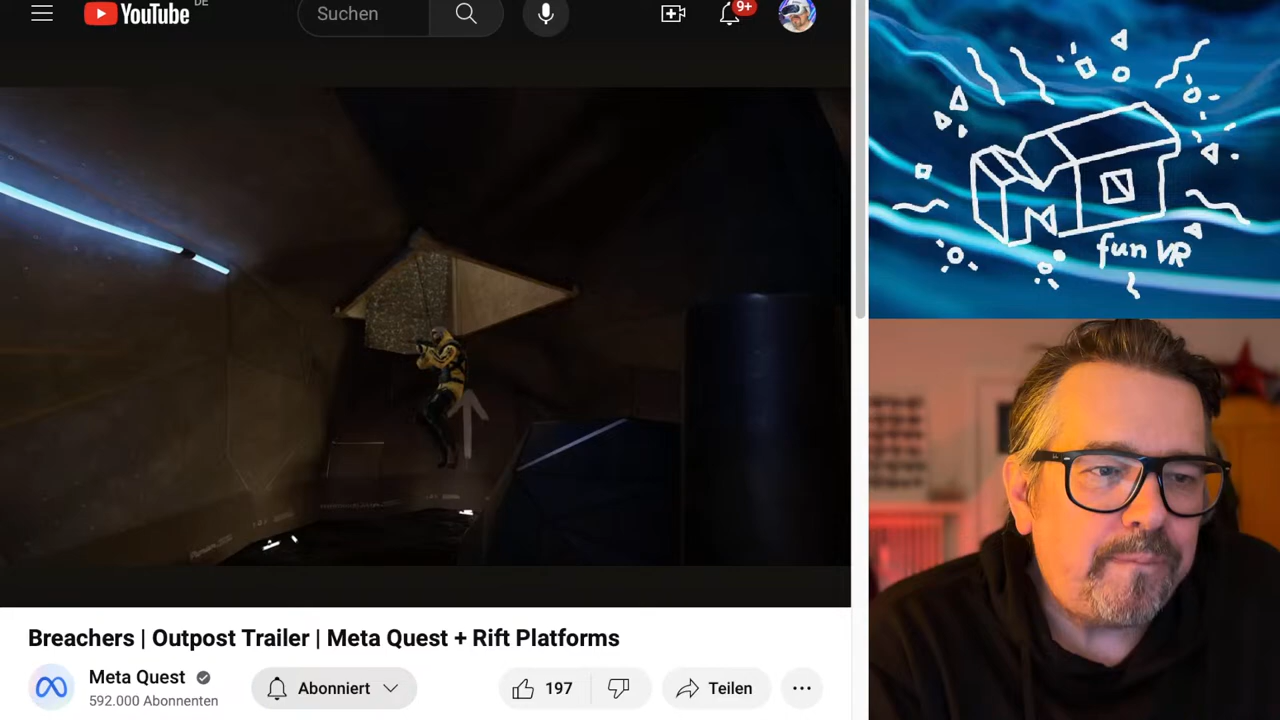 YouTube
DE
Suchen
9+
fun VR
Breachers | Outpost Trailer | Meta Quest + Rift Platforms
Meta Quest
592.000 Abonnenten
Abonniert
197
Teilen